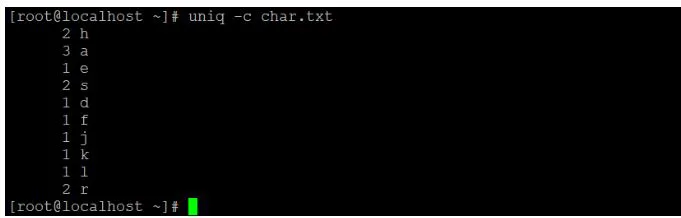 [root@localhost ~]# uniq -c char.txt
      2 h
      3 a
      1 e
      2 s
      1 d
      1 f
      1 j
      1 k
      1 l
      2 r
[root@localhost ~]#